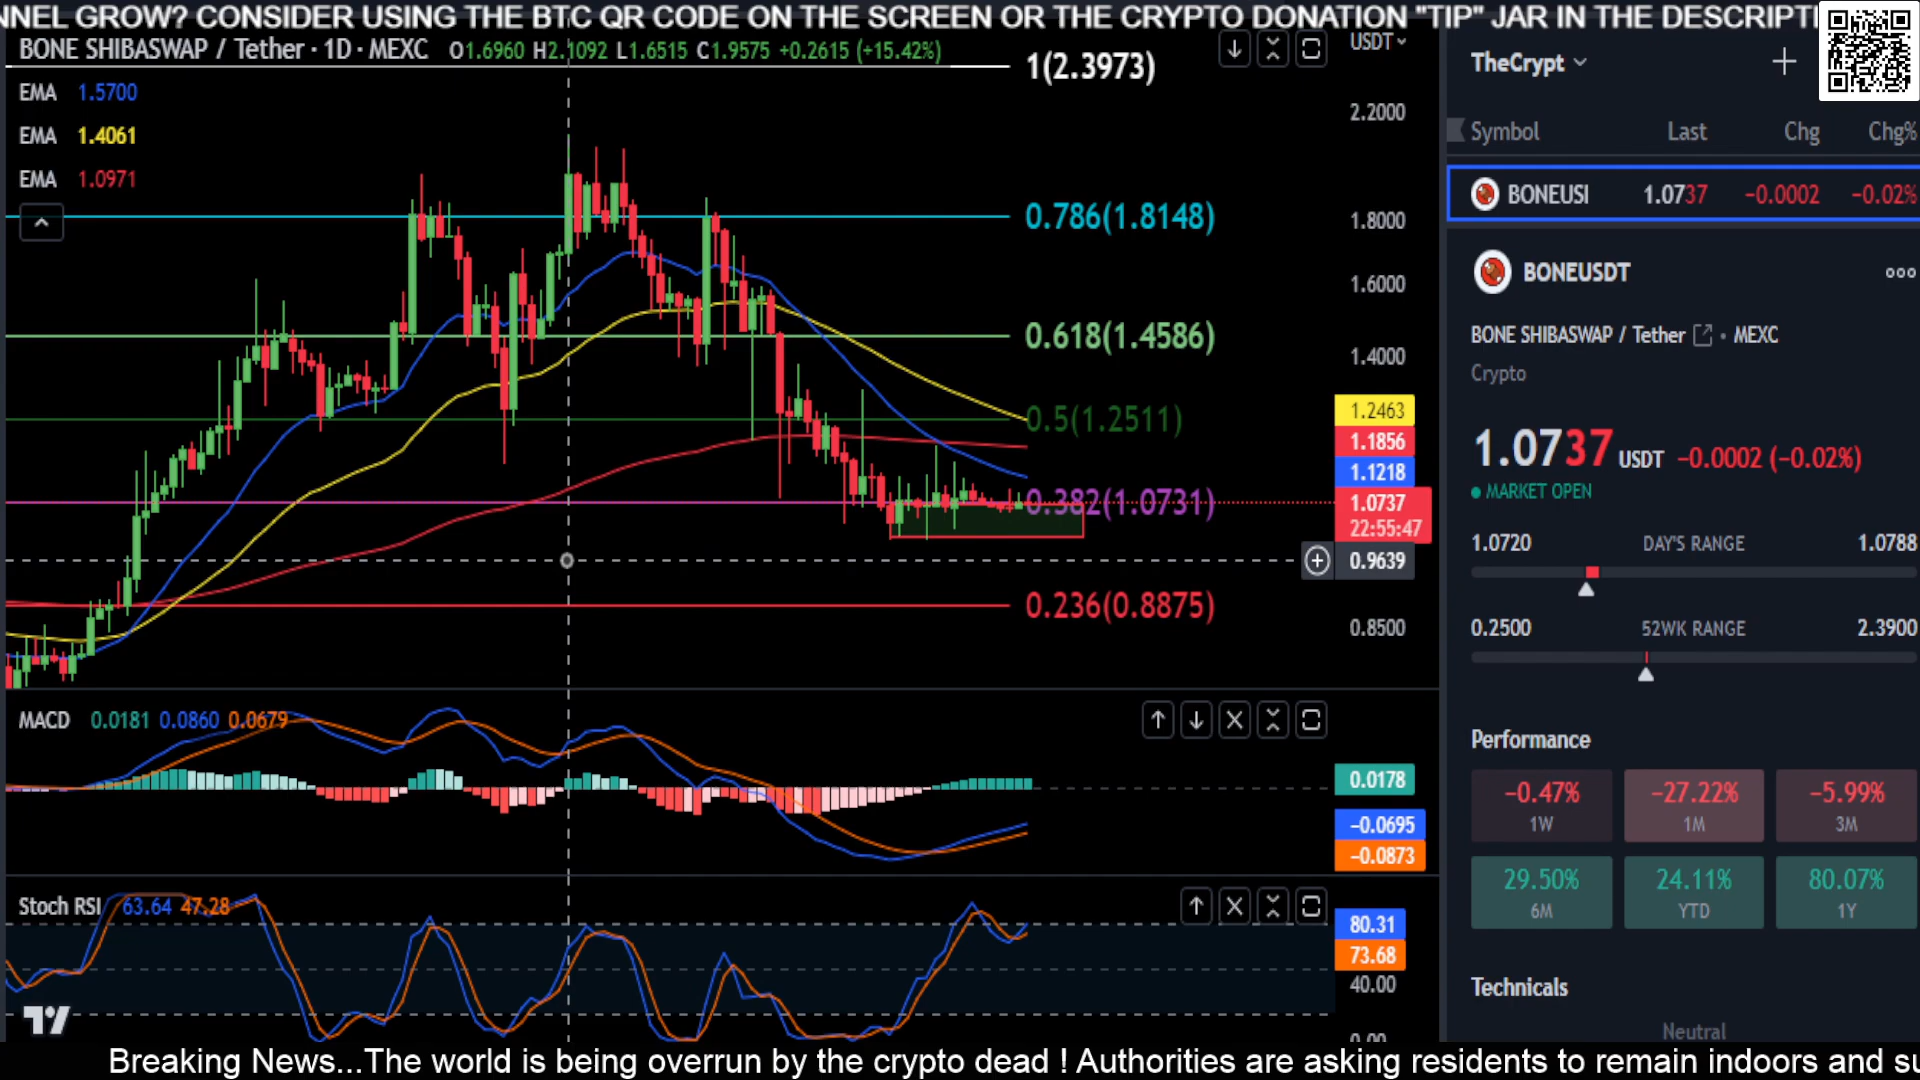 NNEL GROW? CONSIDER USING THE BTC QR CODE ON THE SCREEN OR THE CRYPTO DONATION "TIP" JAR IN THE DESCRIPTI
BONE SHIBASWAP / Tether · 1D · MEXC O1.6960 H2.1092 L1.6515 C1.9575 +0.2615 (+15.42%)
USDT
EMA 1.5700
EMA 1.4061
EMA 1.0971
1(2.3973)
0.786(1.8148)
0.618(1.4586)
0.5(1.2511)
0.382(1.0731)
0.236(0.8875)
2.2000
1.8000
1.6000
1.4000
1.2463
1.1856
1.1218
1.0737
22:55:47
0.9639
0.8500
MACD 0.0181 0.0860 0.0679
0.0178
−0.0695
−0.0873
Stoch RSI 63.64 47.28
80.31
73.68
40.00
0.00
TheCrypt
Symbol Last Chg Chg%
BONEUSI 1.0737 −0.0002 −0.02%
BONEUSDT
BONE SHIBASWAP / Tether · MEXC
Crypto
1.0737 USDT −0.0002 (−0.02%)
MARKET OPEN
1.0720 DAY'S RANGE 1.0788
0.2500 52WK RANGE 2.3900
Performance
−0.47% −27.22% −5.99%
1W 1M 3M
29.50% 24.11% 80.07%
6M YTD 1Y
Technicals
Neutral
Breaking News...The world is being overrun by the crypto dead ! Authorities are asking residents to remain indoors and su